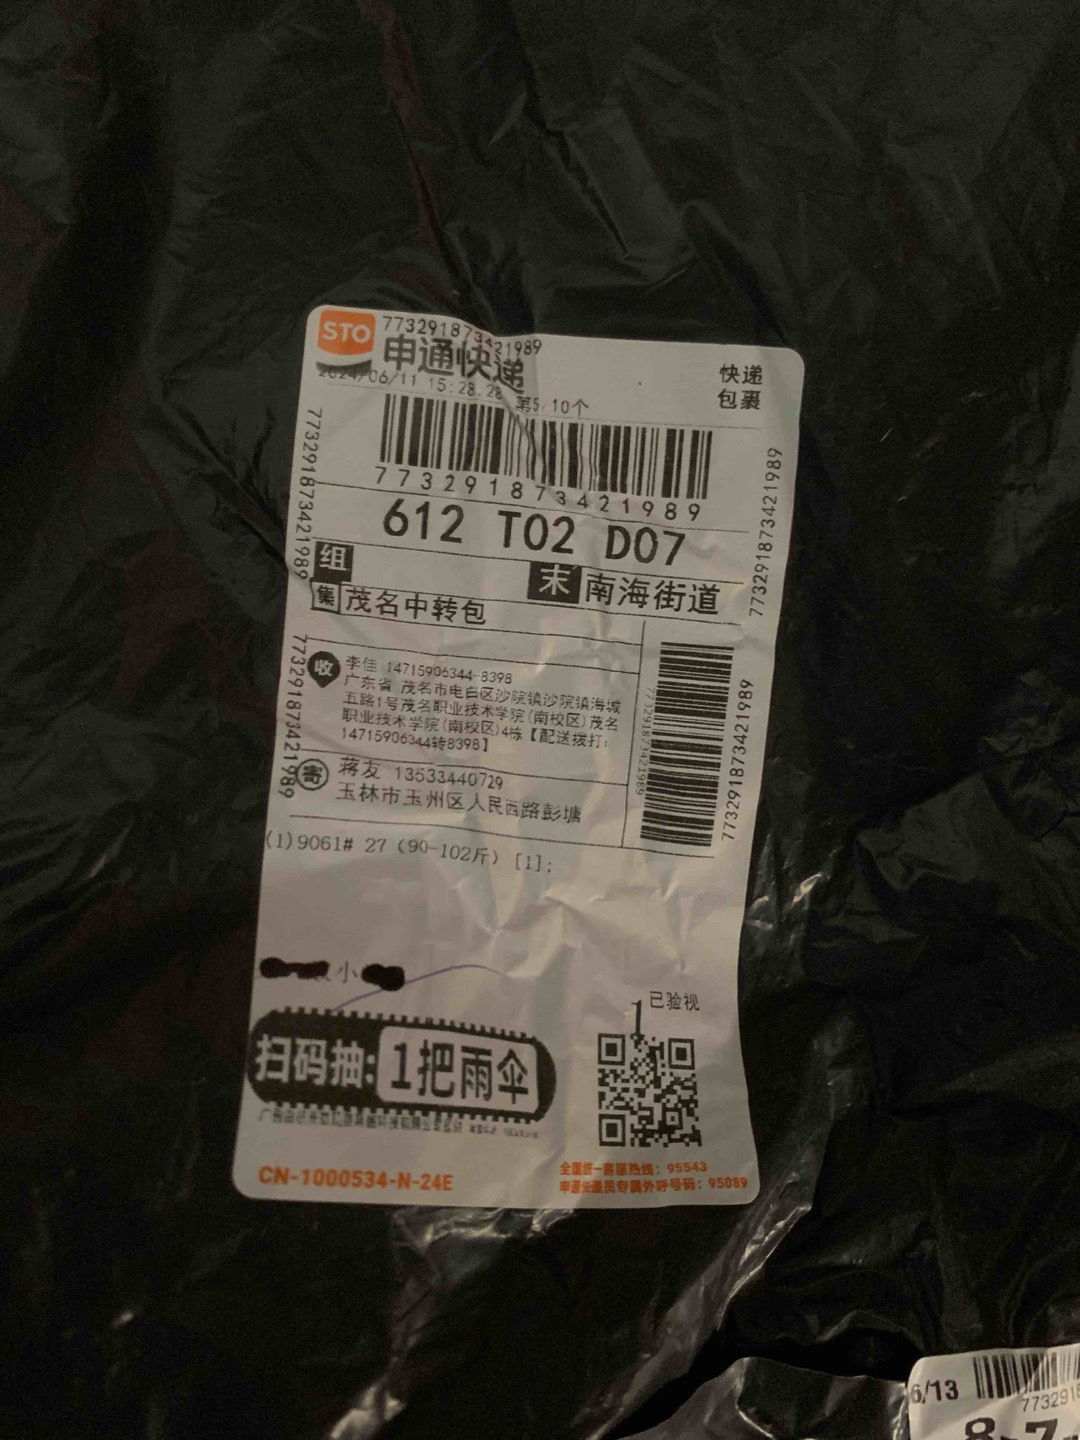 STO
773291873421989
申通快递
快递
包裹
2024/06/11 15:28:28 第5/10个
773291873421989
773291873421989
773291873421989
612 T02 D07
组
末 南海街道
集 茂名中转包
773291873421989
收 李佳 14715906344-8398
广东省 茂名市电白区沙院镇沙院镇海城
五路1号茂名职业技术学院(南校区)茂名
职业技术学院(南校区)4栋【配送拨打:
14715906344转8398】
773291873421989
773291873421989
寄 蒋友 13533440729
玉林市玉州区人民西路彭塘
(1)9061# 27 (90-102斤) [1];
小
已验视
1
扫码抽: 1把雨伞
CN-1000534-N-24E
全国统一客服热线: 95543
申通快递员专属外呼号码: 95089
6/13
7732918
8-7-